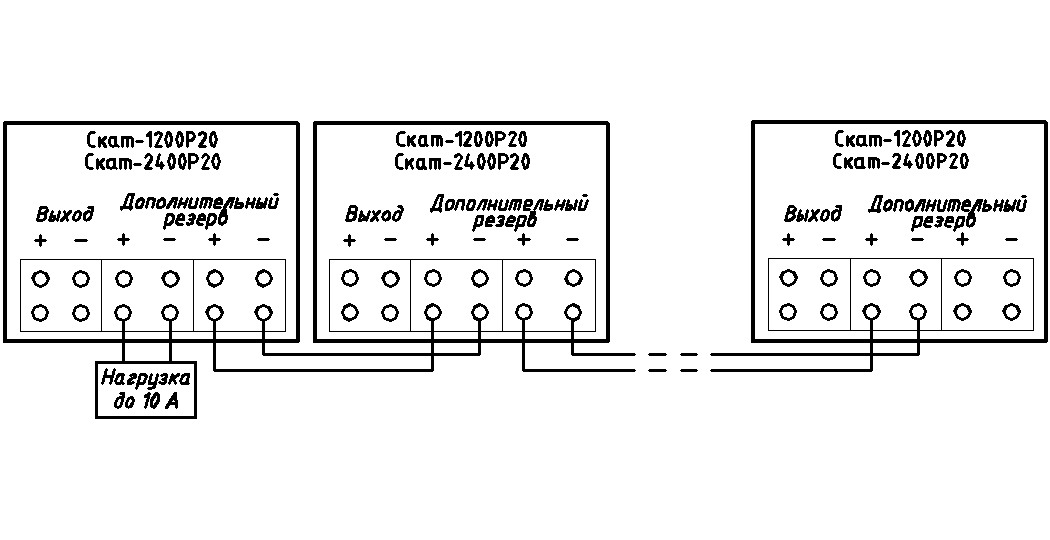 Скат-1200Р20
Скат-2400Р20
Выход
Дополнительный
резерв
+ − + − + −
Нагрузка
до 10 А
Скат-1200Р20
Скат-2400Р20
Выход
Дополнительный
резерв
+ − + − + −
Скат-1200Р20
Скат-2400Р20
Выход
Дополнительный
резерв
+ − + − + −